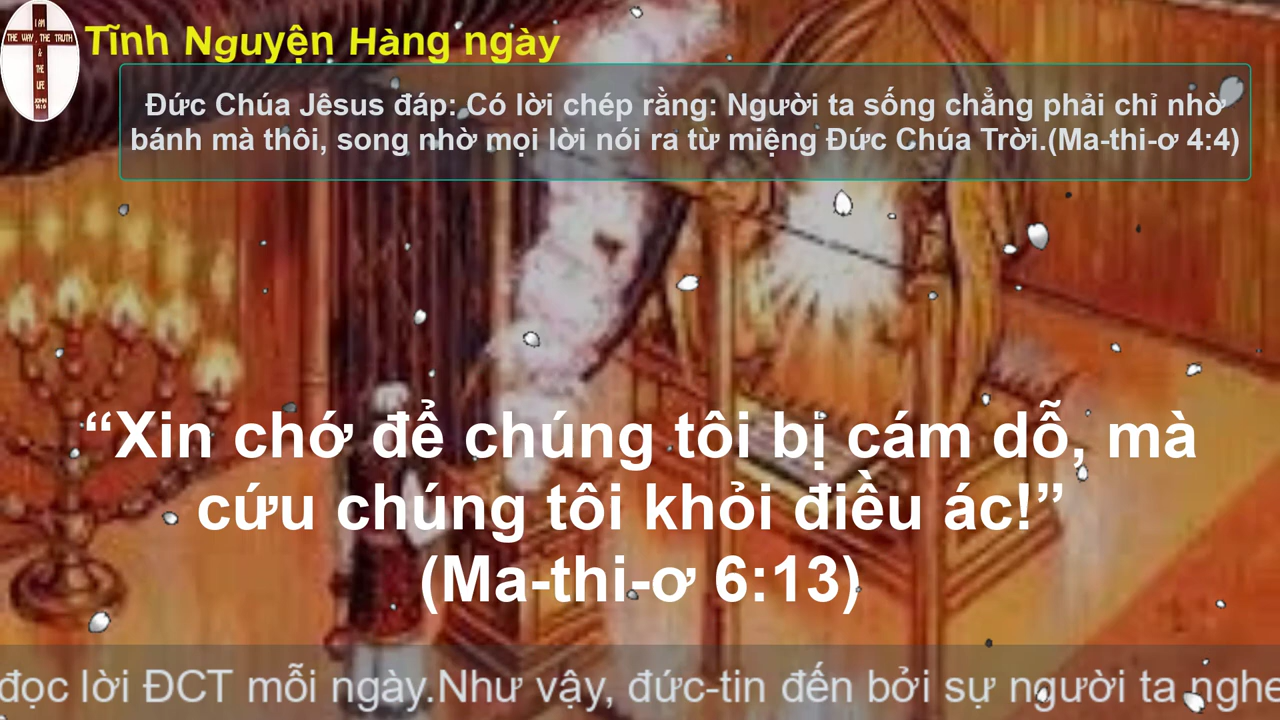 I AM
THE WAY, THE TRUTH
&
THE
LIFE
JOHN
14:6
Tĩnh Nguyện Hàng ngày
Đức Chúa Jêsus đáp: Có lời chép rằng: Người ta sống chẳng phải chỉ nhờ
bánh mà thôi, song nhờ mọi lời nói ra từ miệng Đức Chúa Trời.(Ma-thi-ơ 4:4)
“Xin chớ để chúng tôi bị cám dỗ, mà
cứu chúng tôi khỏi điều ác!”
(Ma-thi-ơ 6:13)
đọc lời ĐCT mỗi ngày.Như vậy, đức-tin đến bởi sự người ta nghe